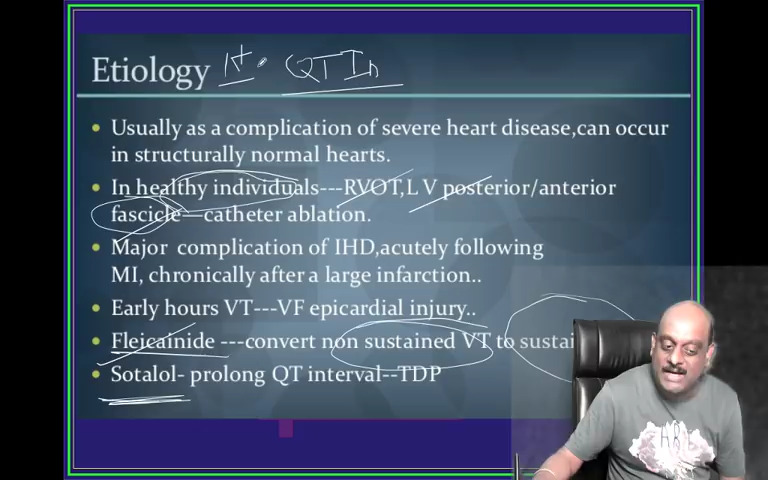 Etiology K+. QT In
• Usually as a complication of severe heart disease,can occur
in structurally normal hearts.
• In healthy individuals---RVOT,L V posterior/anterior
fascicle—catheter ablation.
• Major complication of IHD,acutely following
MI, chronically after a large infarction..
• Early hours VT---VF epicardial injury..
• Flejcainide ---convert non sustained VT to sustai
• Sotalol- prolong QT interval--TDP